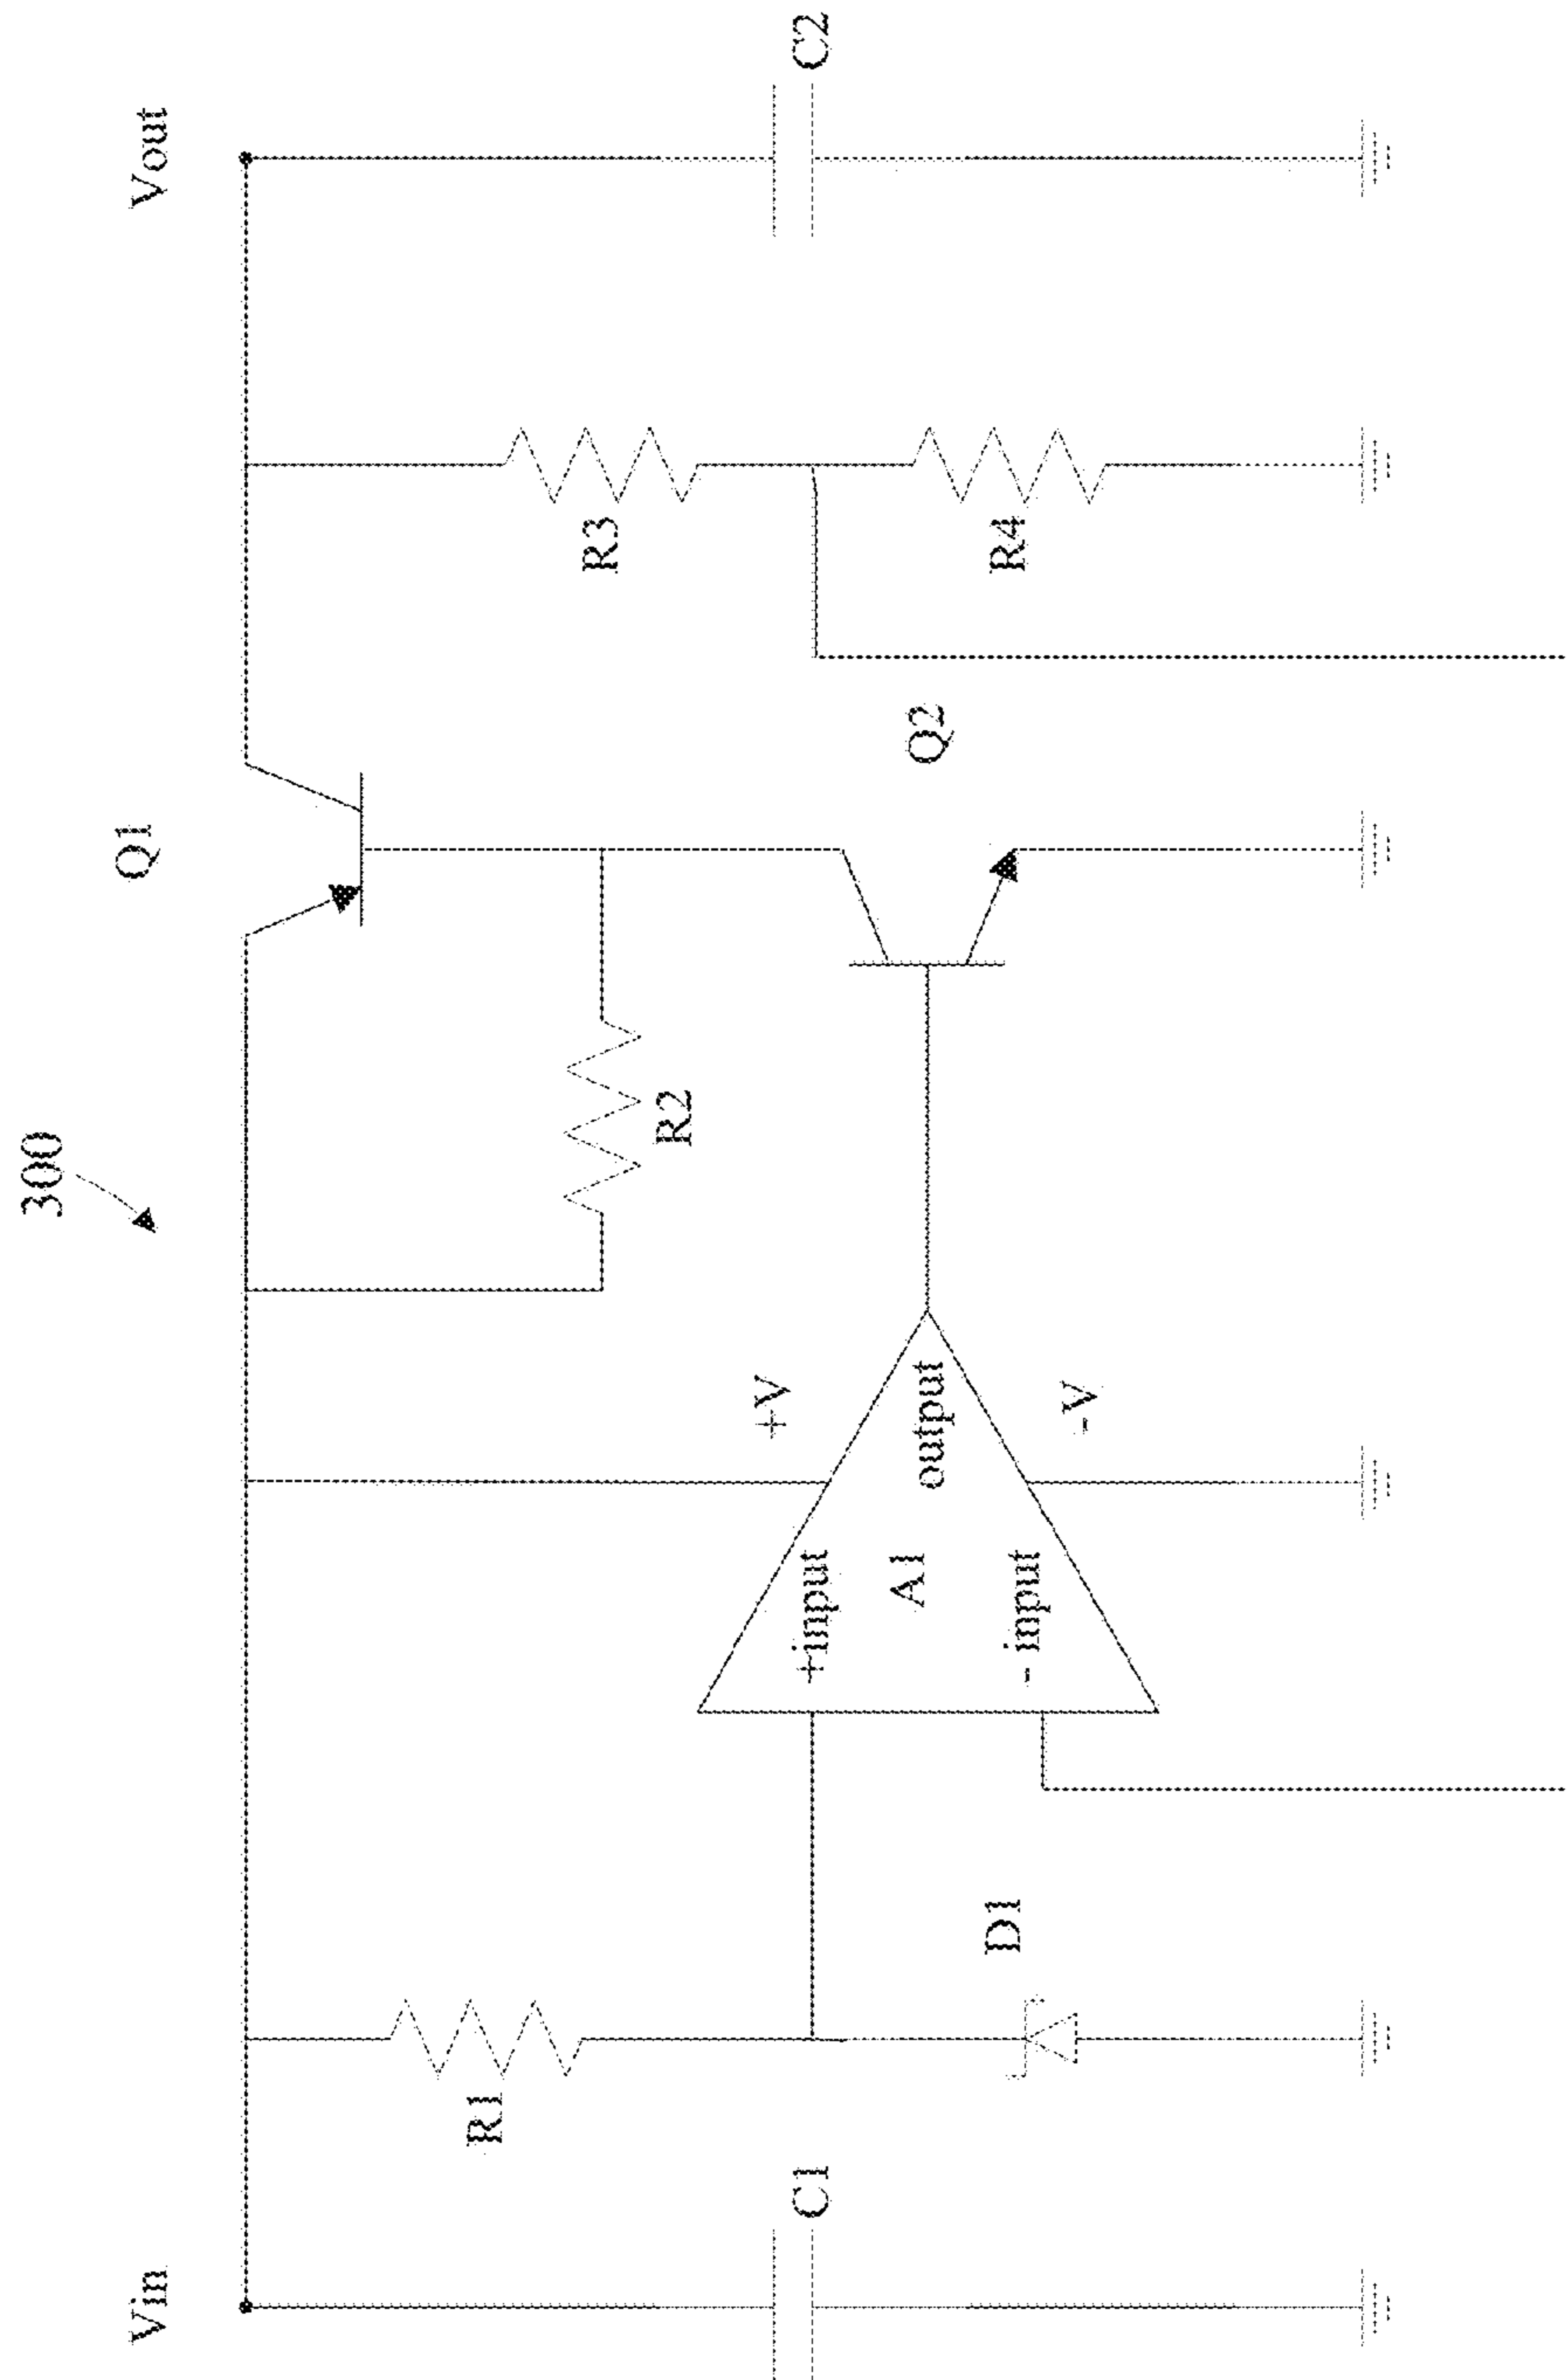 300
Vin
Q1
Vout
R1
R2
R3
C1
+V
C2
+input
A1
output
Q2
- input
D1
-V
R4